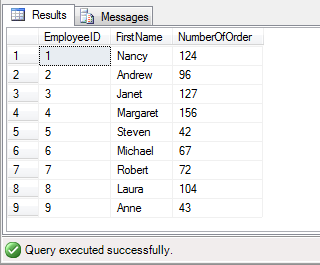 Results Messages
EmployeeID FirstName NumberOfOrder
1 1 Nancy 124
2 2 Andrew 96
3 3 Janet 127
4 4 Margaret 156
5 5 Steven 42
6 6 Michael 67
7 7 Robert 72
8 8 Laura 104
9 9 Anne 43
Query executed successfully.